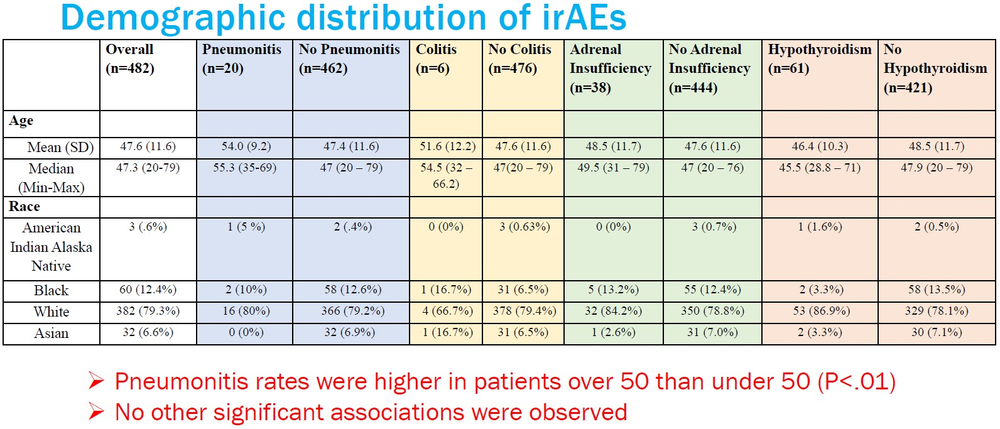 Demographic distribution of irAEs
Overall (n=482) Pneumonitis (n=20) No Pneumonitis (n=462) Colitis (n=6) No Colitis (n=476) Adrenal Insufficiency (n=38) No Adrenal Insufficiency (n=444) Hypothyroidism (n=61) No Hypothyroidism (n=421)
Age
Mean (SD) 47.6 (11.6) 54.0 (9.2) 47.4 (11.6) 51.6 (12.2) 47.6 (11.6) 48.5 (11.7) 47.6 (11.6) 46.4 (10.3) 48.5 (11.7)
Median (Min-Max) 47.3 (20-79) 55.3 (35-69) 47 (20 – 79) 54.5 (32 – 66.2) 47(20 – 79) 49.5 (31 – 79) 47 (20 – 76) 45.5 (28.8 – 71) 47.9 (20 – 79)
Race
American Indian Alaska Native 3 (.6%) 1 (5 %) 2 (.4%) 0 (0%) 3 (0.63%) 0 (0%) 3 (0.7%) 1 (1.6%) 2 (0.5%)
Black 60 (12.4%) 2 (10%) 58 (12.6%) 1 (16.7%) 31 (6.5%) 5 (13.2%) 55 (12.4%) 2 (3.3%) 58 (13.5%)
White 382 (79.3%) 16 (80%) 366 (79.2%) 4 (66.7%) 378 (79.4%) 32 (84.2%) 350 (78.8%) 53 (86.9%) 329 (78.1%)
Asian 32 (6.6%) 0 (0%) 32 (6.9%) 1 (16.7%) 31 (6.5%) 1 (2.6%) 31 (7.0%) 2 (3.3%) 30 (7.1%)
➢ Pneumonitis rates were higher in patients over 50 than under 50 (P<.01)
➢ No other significant associations were observed